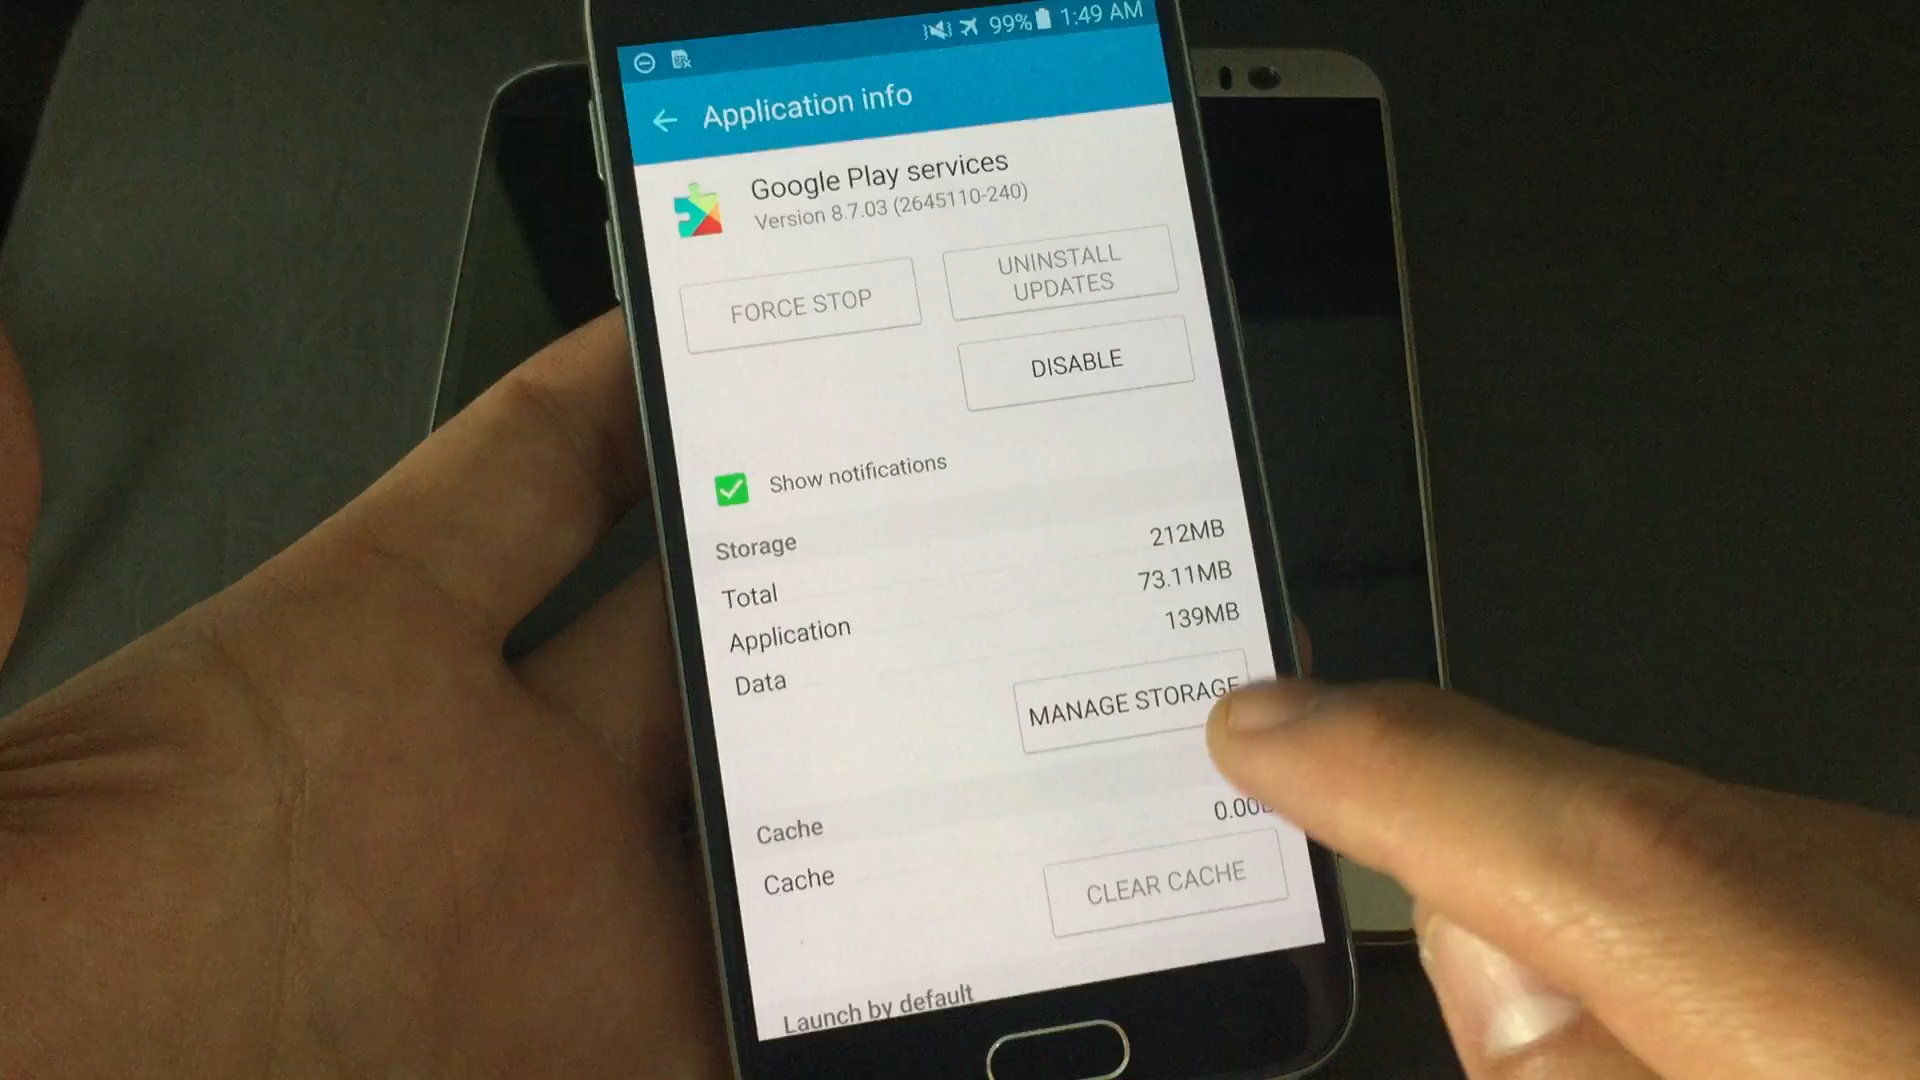 99% 1:49 AM
Application info
Google Play services
Version 8.7.03 (2645110-240)
FORCE STOP
UNINSTALL
UPDATES
DISABLE
Show notifications
Storage
Total 212MB
Application 73.11MB
Data 139MB
MANAGE STORAGE
Cache
Cache 0.00
CLEAR CACHE
Launch by default